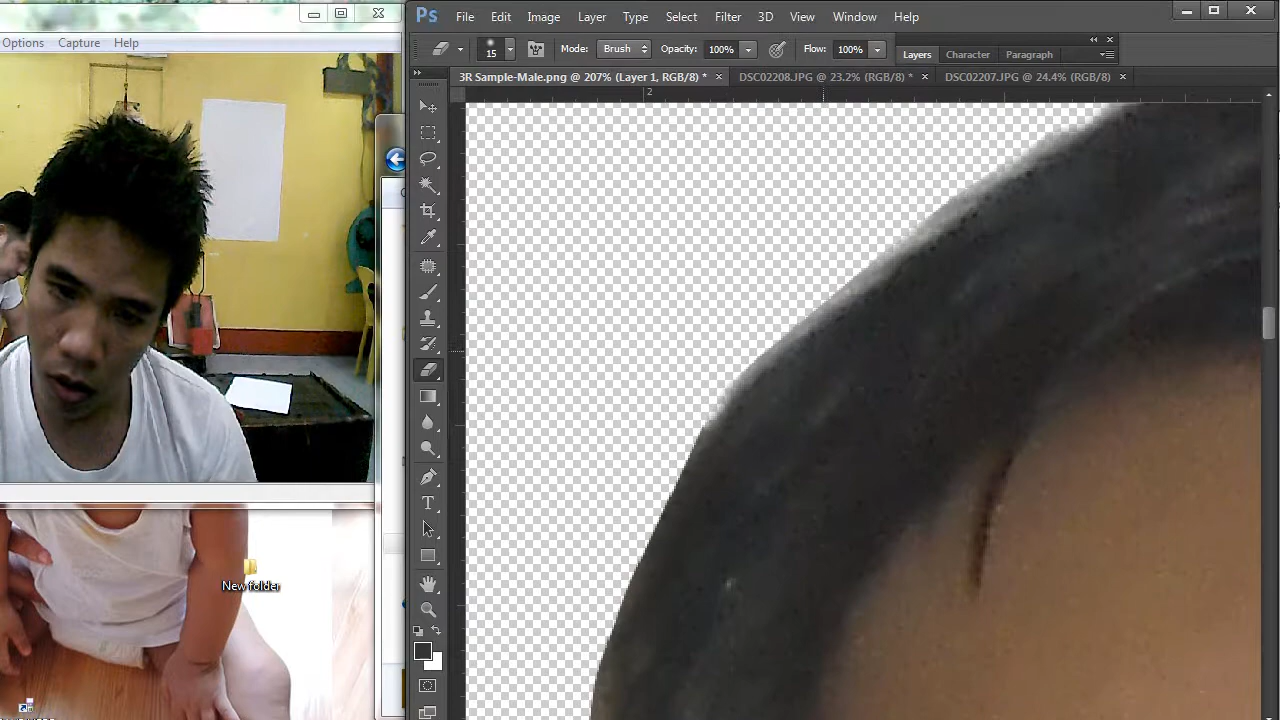 Options Capture Help
Ps File Edit Image Layer Type Select Filter 3D View Window Help
15 Mode: Brush Opacity: 100% Flow: 100%
Layers Character Paragraph
3R Sample-Male.png @ 207% (Layer 1, RGB/8) * × DSC02208.JPG @ 23.2% (RGB/8) * × DSC02207.JPG @ 24.4% (RGB/8) ×
2
T
New folder